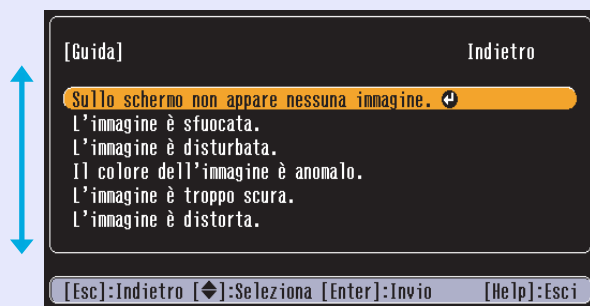 [Guida] Indietro
Sullo schermo non appare nessuna immagine.
L'immagine è sfuocata.
L'immagine è disturbata.
Il colore dell'immagine è anomalo.
L'immagine è troppo scura.
L'immagine è distorta.
[Esc]:Indietro [◆]:Seleziona [Enter]:Invio [Help]:Esci